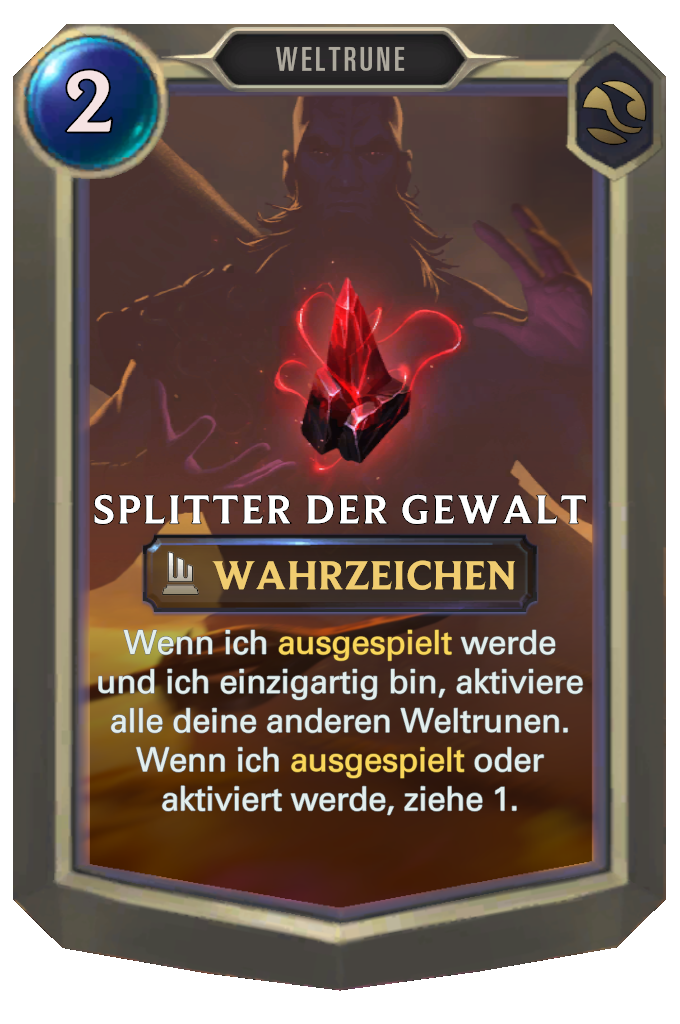 WELTRUNE
2
SPLITTER DER GEWALT
WAHRZEICHEN
Wenn ich ausgespielt werde
und ich einzigartig bin, aktiviere
alle deine anderen Weltrunen.
Wenn ich ausgespielt oder
aktiviert werde, ziehe 1.